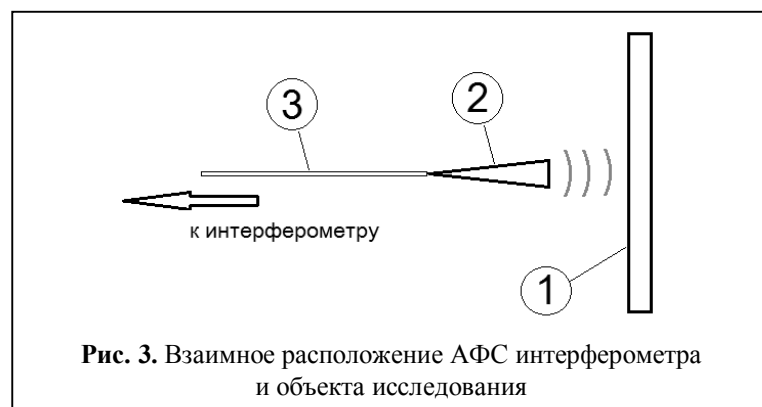 3
2
к интерферометру
1
Рис. 3. Взаимное расположение АФС интерферометра
и объекта исследования